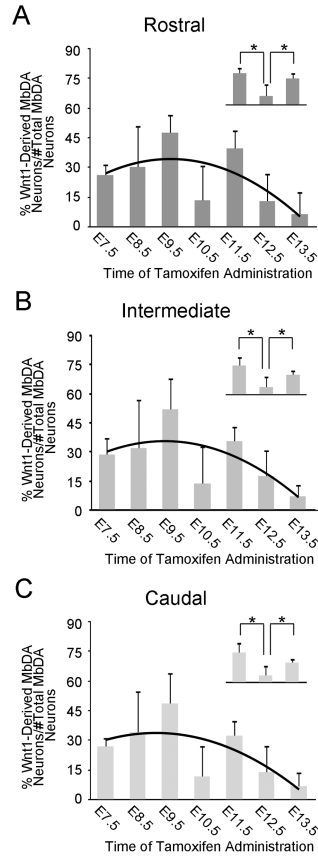 A
Rostral
% Wnt1-Derived MbDA
Neurons/#Total MbDA
Neurons
90
75
60
45
30
15
0
* *
E7.5 E8.5 E9.5 E10.5 E11.5 E12.5 E13.5
Time of Tamoxifen Administration
B
Intermediate
% Wnt1-Derived MbDA
Neurons/#Total MbDA
Neurons
90
75
60
45
30
15
0
* *
E7.5 E8.5 E9.5 E10.5 E11.5 E12.5 E13.5
Time of Tamoxifen Administration
C
Caudal
% Wnt1-Derived MbDA
Neurons/#Total MbDA
Neurons
90
75
60
45
30
15
0
* *
E7.5 E8.5 E9.5 E10.5 E11.5 E12.5 E13.5
Time of Tamoxifen Administration